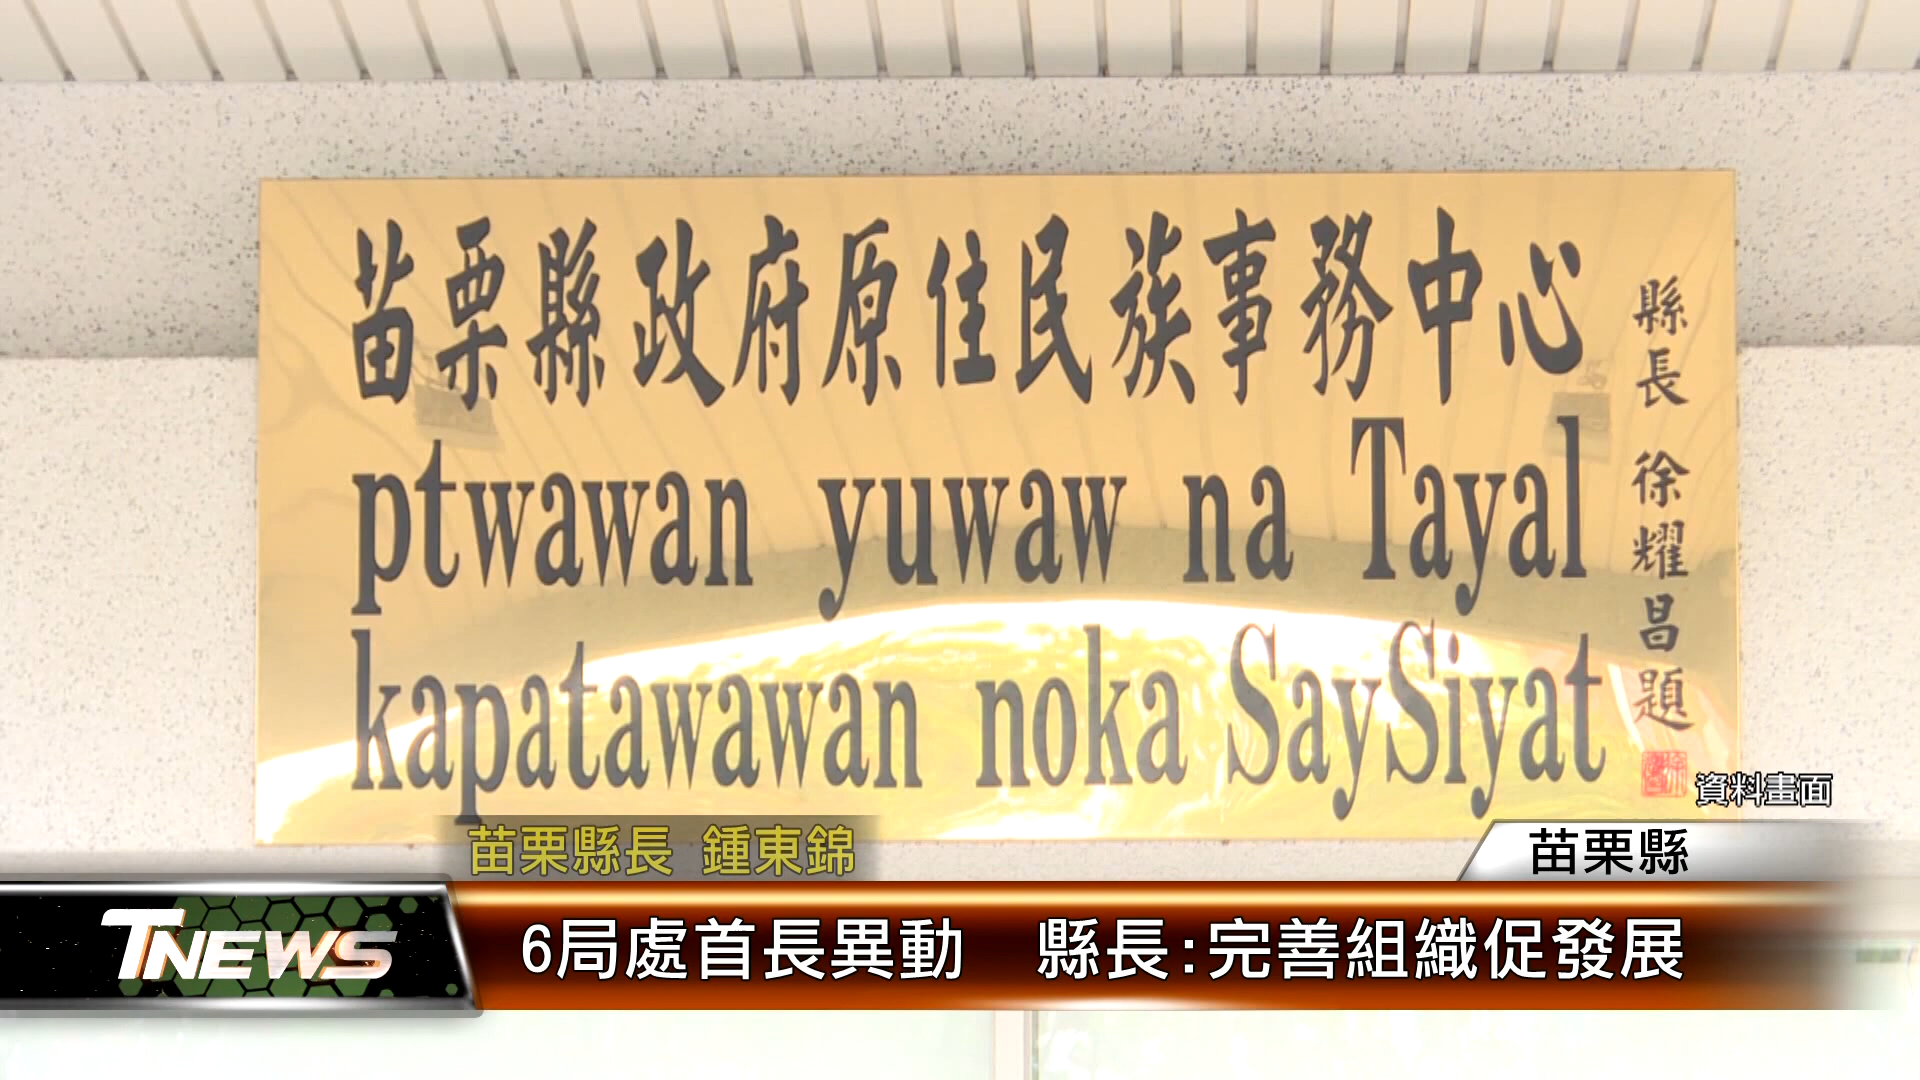 苗栗縣政府原住民族事務中心
ptwawan yuwaw na Tayal
kapatawawan noka SaySiyat
縣長 徐耀昌題
資料畫面
苗栗縣長 鍾東錦
苗栗縣
TNEWS
6局處首長異動 縣長:完善組織促發展